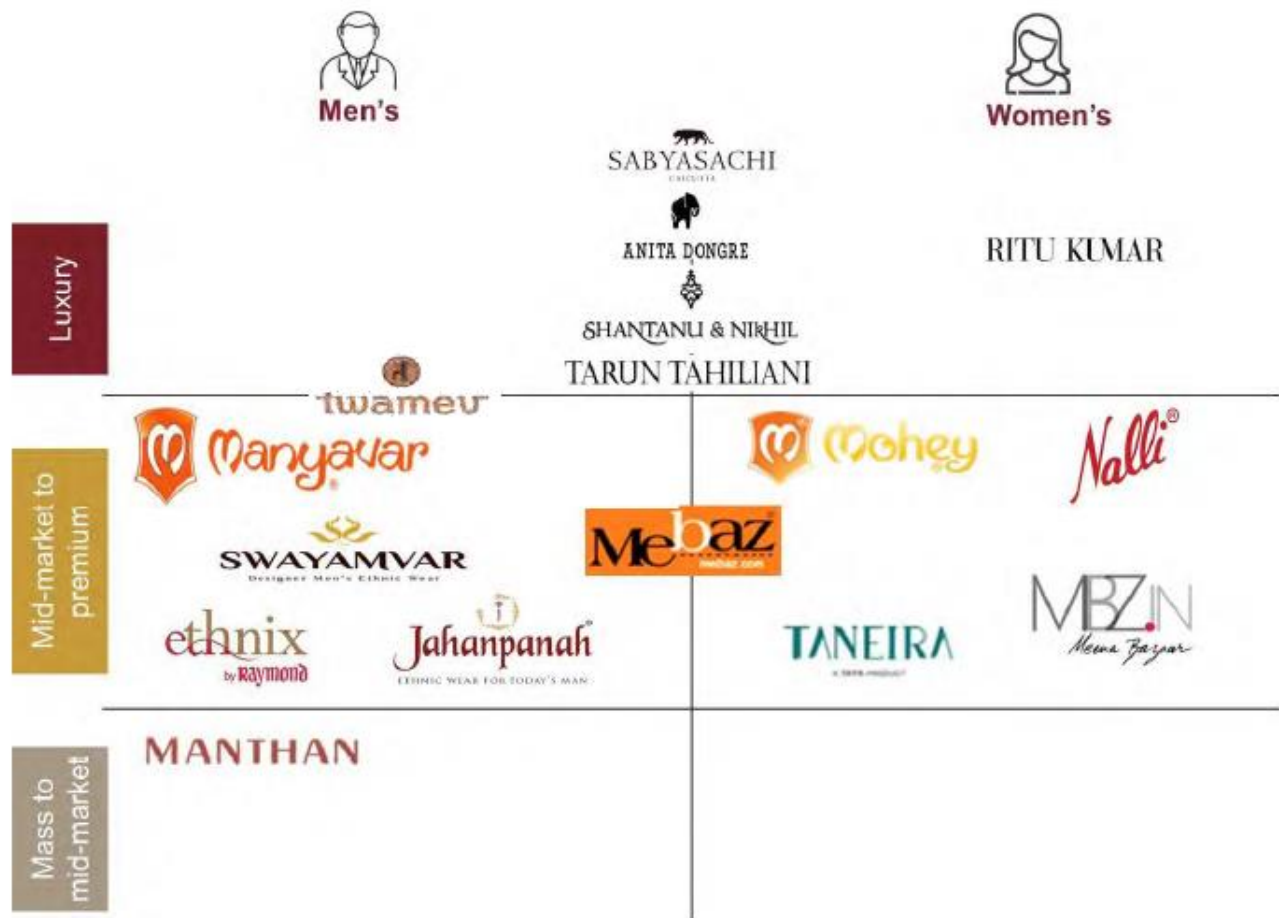 Men's
Women's
SABYASACHI
CALCUTTA
ANITA DONGRE
RITU KUMAR
Luxury
SHANTANU & NIKHIL
TARUN TAHILIANI
twamev
Manyavar
Mohey
Nalli
Mid-market to
premium
Mebaz
mebaz.com
SWAYAMVAR
Designer Men's Ethnic Wear
MBZ.IN
Meena Bazaar
ethnix
by Raymond
Jahanpanah
ETHNIC WEAR FOR TODAY'S MAN
TANEIRA
A TATA PRODUCT
MANTHAN
Mass to
mid-market